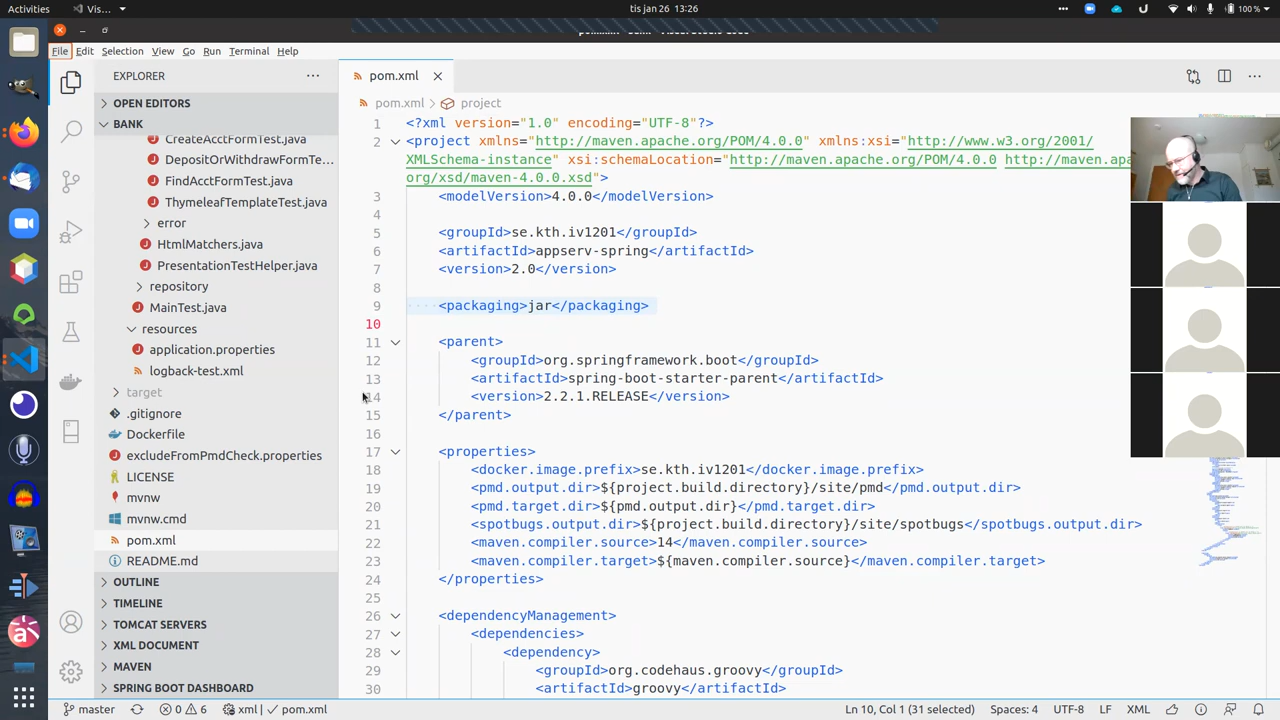 Activities
Vis...
tis jan 26 13:26
100 %
File Edit Selection View Go Run Terminal Help
EXPLORER
OPEN EDITORS
BANK
CreateAcctFormTest.java
DepositOrWithdrawFormTe...
FindAcctFormTest.java
ThymeleafTemplateTest.java
error
HtmlMatchers.java
PresentationTestHelper.java
repository
MainTest.java
resources
application.properties
logback-test.xml
target
.gitignore
Dockerfile
excludeFromPmdCheck.properties
LICENSE
mvnw
mvnw.cmd
pom.xml
README.md
OUTLINE
TIMELINE
TOMCAT SERVERS
XML DOCUMENT
MAVEN
SPRING BOOT DASHBOARD
pom.xml
pom.xml > project
1 <?xml version="1.0" encoding="UTF-8"?>
2 <project xmlns="http://maven.apache.org/POM/4.0.0" xmlns:xsi="http://www.w3.org/2001/
XMLSchema-instance" xsi:schemaLocation="http://maven.apache.org/POM/4.0.0 http://maven.apa
org/xsd/maven-4.0.0.xsd">
3 <modelVersion>4.0.0</modelVersion>
4
5 <groupId>se.kth.iv1201</groupId>
6 <artifactId>appserv-spring</artifactId>
7 <version>2.0</version>
8
9 <packaging>jar</packaging>
10
11 <parent>
12 <groupId>org.springframework.boot</groupId>
13 <artifactId>spring-boot-starter-parent</artifactId>
14 <version>2.2.1.RELEASE</version>
15 </parent>
16
17 <properties>
18 <docker.image.prefix>se.kth.iv1201</docker.image.prefix>
19 <pmd.output.dir>${project.build.directory}/site/pmd</pmd.output.dir>
20 <pmd.target.dir>${pmd.output.dir}</pmd.target.dir>
21 <spotbugs.output.dir>${project.build.directory}/site/spotbugs</spotbugs.output.dir>
22 <maven.compiler.source>14</maven.compiler.source>
23 <maven.compiler.target>${maven.compiler.source}</maven.compiler.target>
24 </properties>
25
26 <dependencyManagement>
27 <dependencies>
28 <dependency>
29 <groupId>org.codehaus.groovy</groupId>
30 <artifactId>groovy</artifactId>
master
0 6
xml | ✓ pom.xml
Ln 10, Col 1 (31 selected) Spaces: 4 UTF-8 LF XML